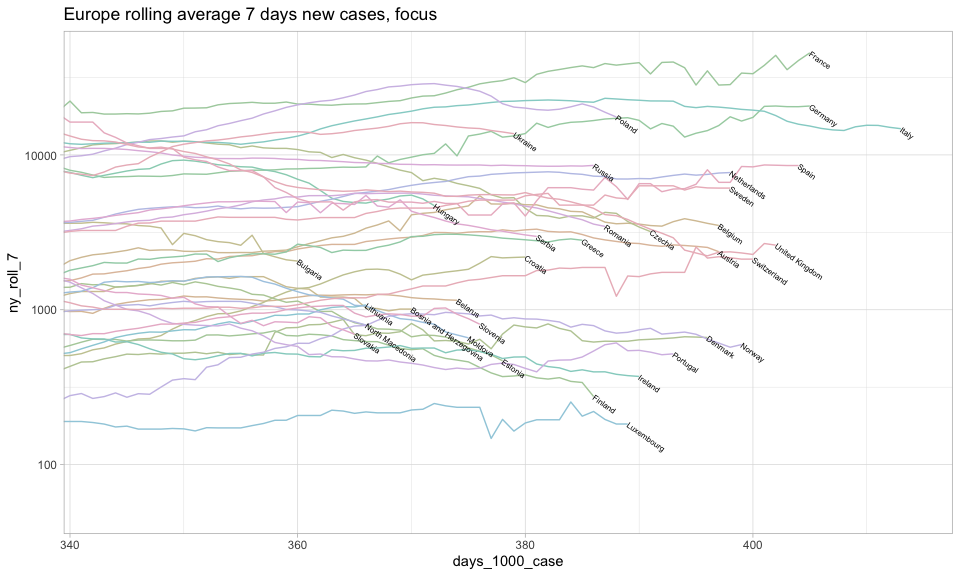 Europe rolling average 7 days new cases, focus
ny_roll_7
10000
1000
100
France
Germany
Italy
Poland
Ukraine
Russia
Spain
Netherlands
Sweden
Hungary
Romania
Czechia
Belgium
Serbia
Greece
Austria
Switzerland
United Kingdom
Bulgaria
Croatia
Belarus
Lithuania
Bosnia and Herzegovina
Slovenia
North Macedonia
Slovakia
Moldova
Estonia
Denmark
Norway
Portugal
Ireland
Finland
Luxembourg
340
360
380
400
days_1000_case